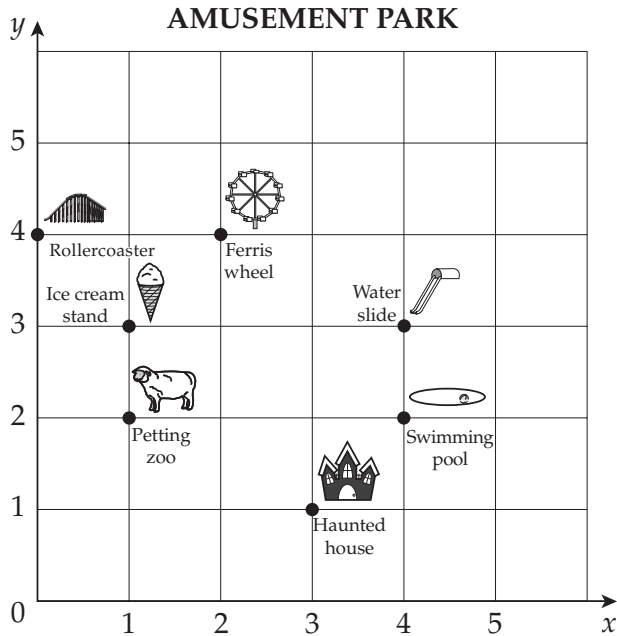 AMUSEMENT PARK
y
5
4
Rollercoaster
Ferris
wheel
Ice cream
stand
Water
slide
3
2
Petting
zoo
Swimming
pool
1
Haunted
house
0
1 2 3 4 5 x